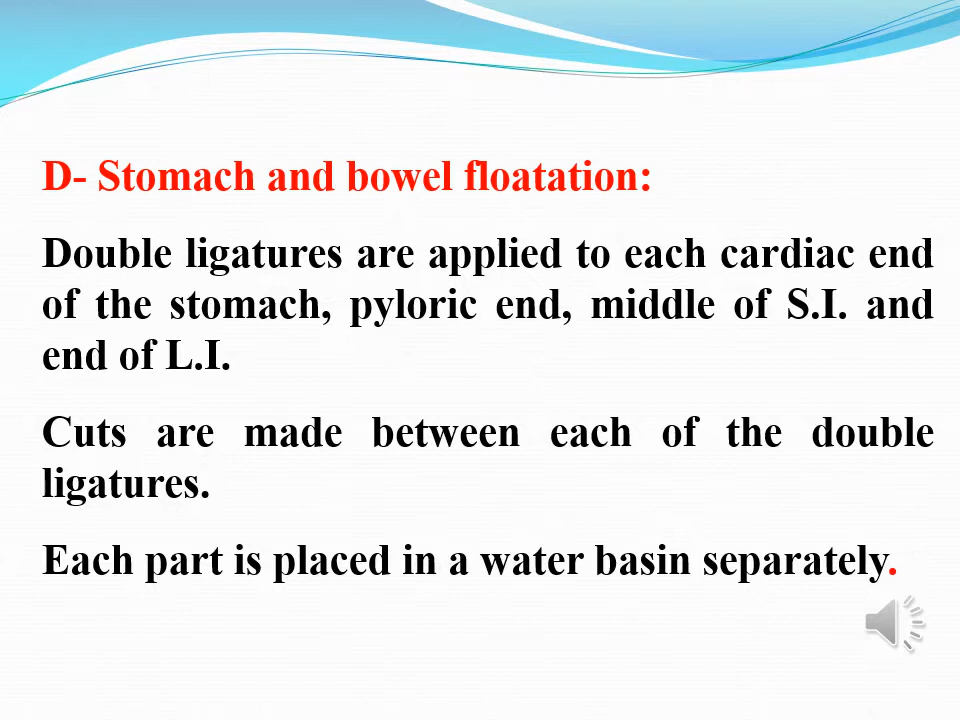 D- Stomach and bowel floatation:
Double ligatures are applied to each cardiac end
of the stomach, pyloric end, middle of S.I. and
end of L.I.
Cuts are made between each of the double
ligatures.
Each part is placed in a water basin separately.